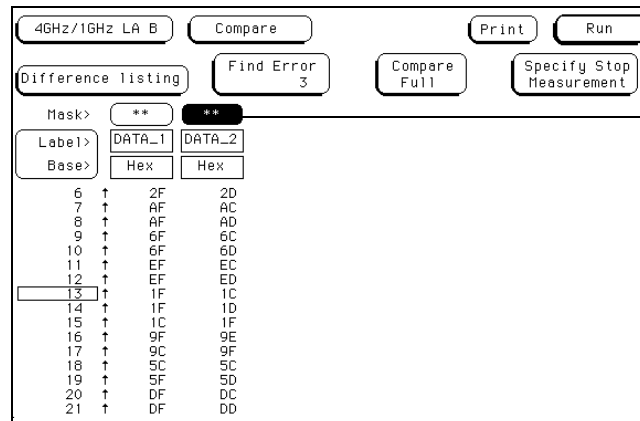 4GHz/1GHz LA B Compare Print Run
Difference listing Find Error 3 Compare Full Specify Stop Measurement
Mask> ** **
Label> DATA_1 DATA_2
Base> Hex Hex
6 ↑ 2F 2D
7 ↑ AF AC
8 ↑ AF AD
9 ↑ 6F 6C
10 ↑ 6F 6D
11 ↑ EF EC
12 ↑ EF ED
13 ↑ 1F 1C
14 ↑ 1F 1D
15 ↑ 1C 1F
16 ↑ 9F 9E
17 ↑ 9C 9F
18 ↑ 5C 5C
19 ↑ 5F 5D
20 ↑ DF DC
21 ↑ DF DD